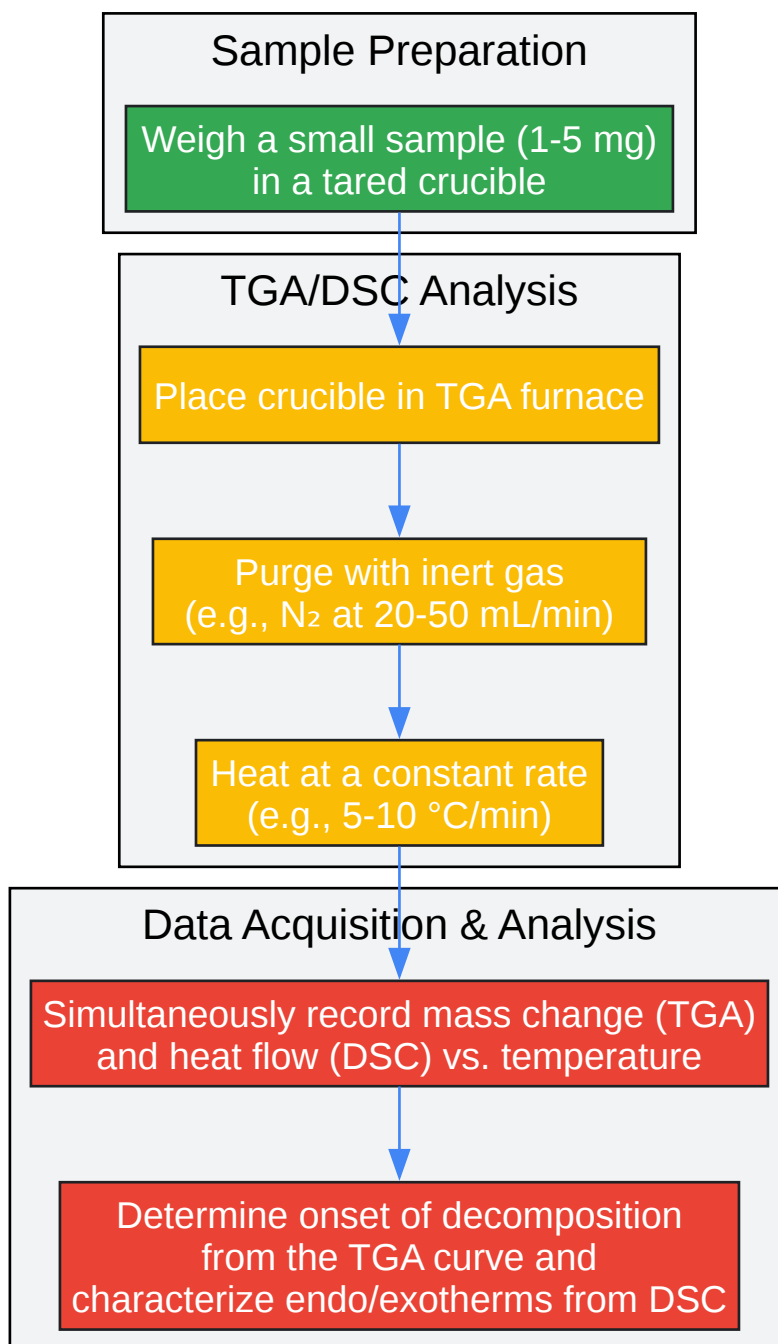 Sample Preparation
Weigh a small sample (1-5 mg)
in a tared crucible
TGA/DSC Analysis
Place crucible in TGA furnace
Purge with inert gas
(e.g., N₂ at 20-50 mL/min)
Heat at a constant rate
(e.g., 5-10 °C/min)
Data Acquisition & Analysis
Simultaneously record mass change (TGA)
and heat flow (DSC) vs. temperature
Determine onset of decomposition
from the TGA curve and
characterize endo/exotherms from DSC